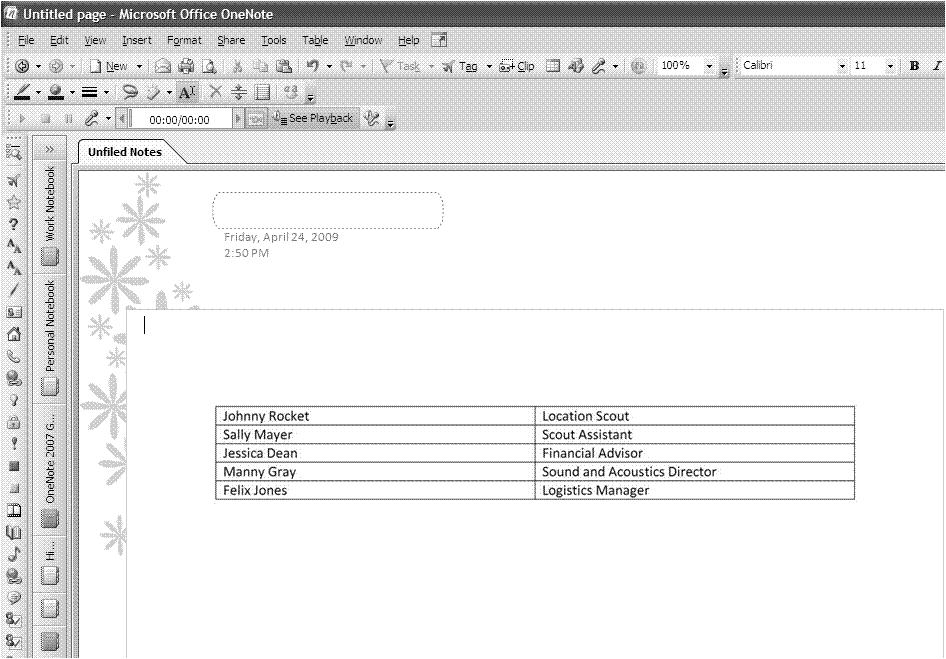 Untitled page - Microsoft Office OneNote
File Edit View Insert Format Share Tools Table Window Help
New Task Tag Clip 100% Calibri 11 B I
00:00/00:00 See Playback
Unfiled Notes
Work Notebook
Personal Notebook
OneNote 2007 G...
Hi...
Friday, April 24, 2009
2:50 PM
Johnny Rocket Location Scout
Sally Mayer Scout Assistant
Jessica Dean Financial Advisor
Manny Gray Sound and Acoustics Director
Felix Jones Logistics Manager